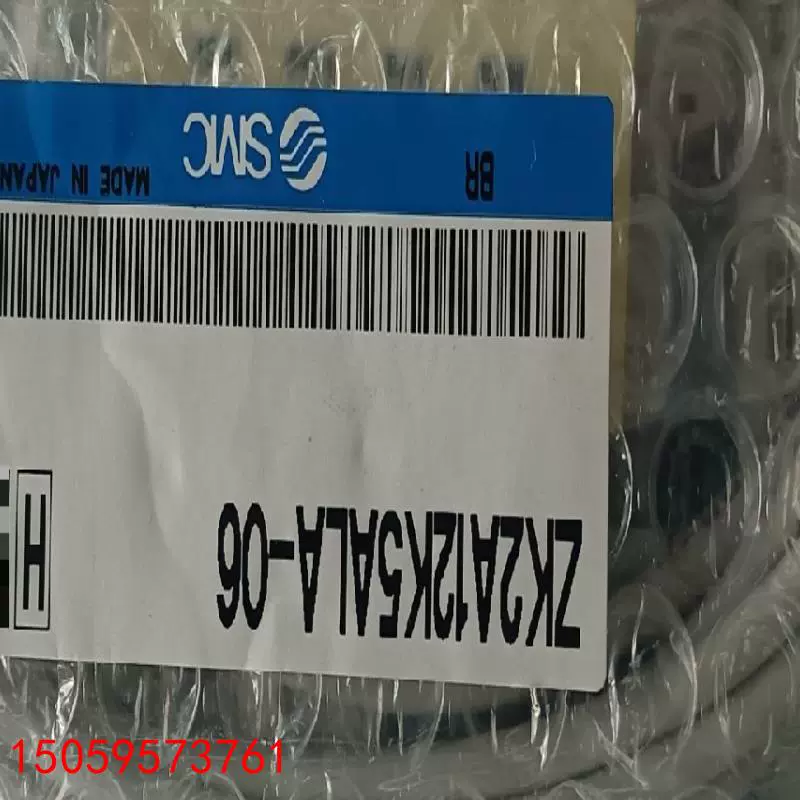 BR SMC MADE IN JAPAN
ZK2A12K5ALA-06
H
15059573761